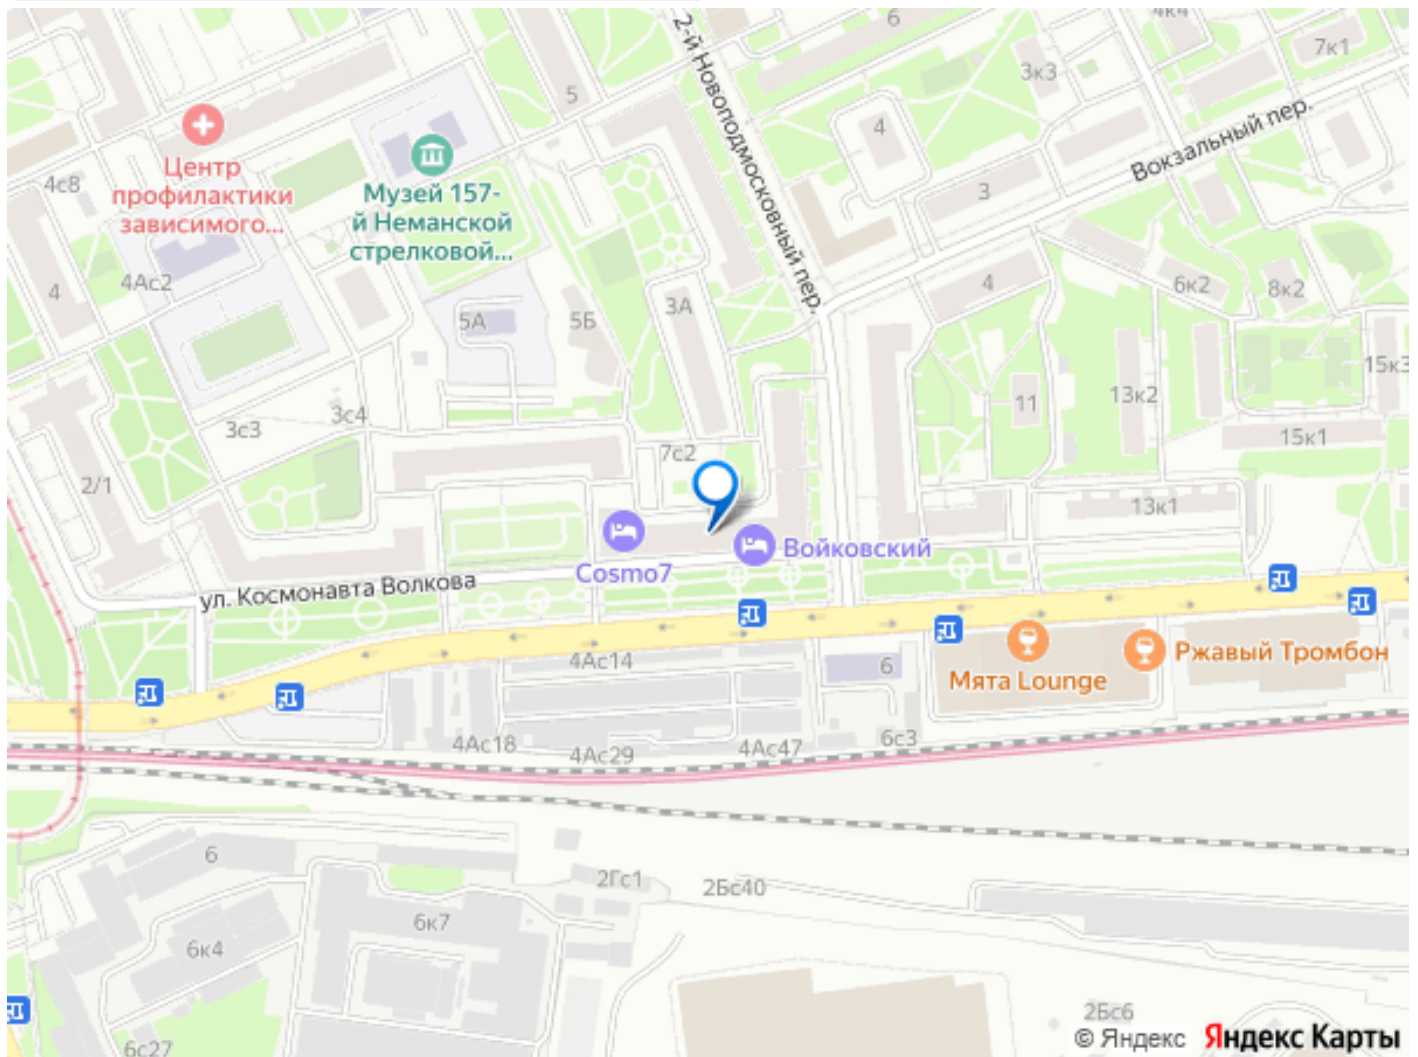 6
4к4
7к1
2-й Новоподмосковный пер.
3к3
5
4
Вокзальный пер.
Центр
профилактики
зависимого...
Музей 157-
й Неманской
стрелковой...
4с8
3
4Ас2
4
4
6к2
8к2
3А
5А
5Б
15к3
13к2
11
3с4
3с3
15к1
7с2
2/1
13к1
Войковский
Cosmo7
ул. Космонавта Волкова
4Ас14
6
Мята Lounge
Ржавый Тромбон
4Ас18
4Ас29
4Ас47
6с3
6
2Гс1
2Бс40
6к7
6к4
2Бс6
6с27
© Яндекс Яндекс Карты